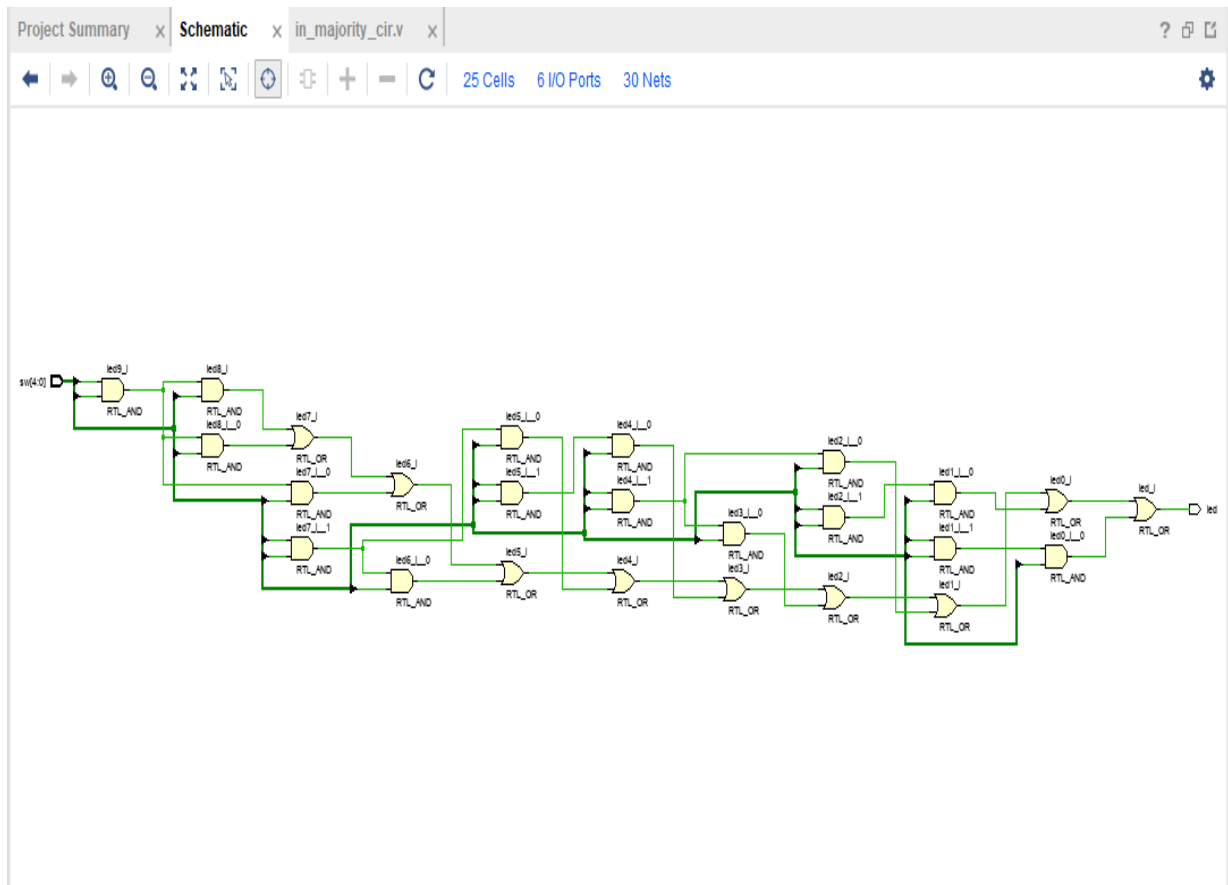 Project Summary × Schematic × in_majority_cir.v ×
?
25 Cells 6 I/O Ports 30 Nets
sw[4:0]
led9_i
RTL_AND
led8_i
RTL_AND
led8_i__0
RTL_AND
led7_i
RTL_OR
led7_i__0
RTL_AND
led7_i__1
RTL_AND
led6_i
RTL_OR
led6_i__0
RTL_AND
led5_i__0
RTL_AND
led5_i__1
RTL_AND
led5_i
RTL_OR
led4_i__0
RTL_AND
led4_i__1
RTL_AND
led4_i
RTL_OR
led3_i__0
RTL_AND
led3_i
RTL_OR
led2_i__0
RTL_AND
led2_i__1
RTL_AND
led2_i
RTL_OR
led1_i__0
RTL_AND
led1_i__1
RTL_AND
led1_i
RTL_OR
led0_i
RTL_OR
led0_i__0
RTL_AND
led_i
RTL_OR
led